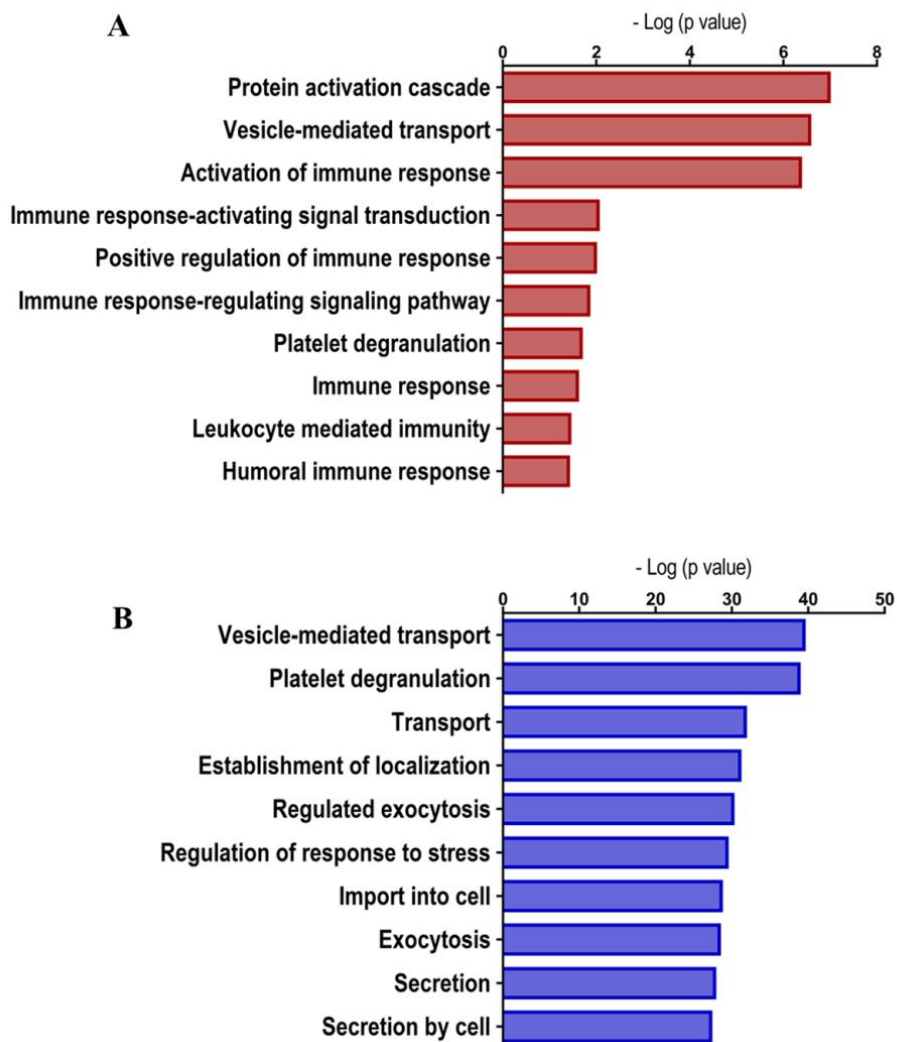 A
- Log (p value)
0 2 4 6 8
Protein activation cascade
Vesicle-mediated transport
Activation of immune response
Immune response-activating signal transduction
Positive regulation of immune response
Immune response-regulating signaling pathway
Platelet degranulation
Immune response
Leukocyte mediated immunity
Humoral immune response
B
- Log (p value)
0 10 20 30 40 50
Vesicle-mediated transport
Platelet degranulation
Transport
Establishment of localization
Regulated exocytosis
Regulation of response to stress
Import into cell
Exocytosis
Secretion
Secretion by cell